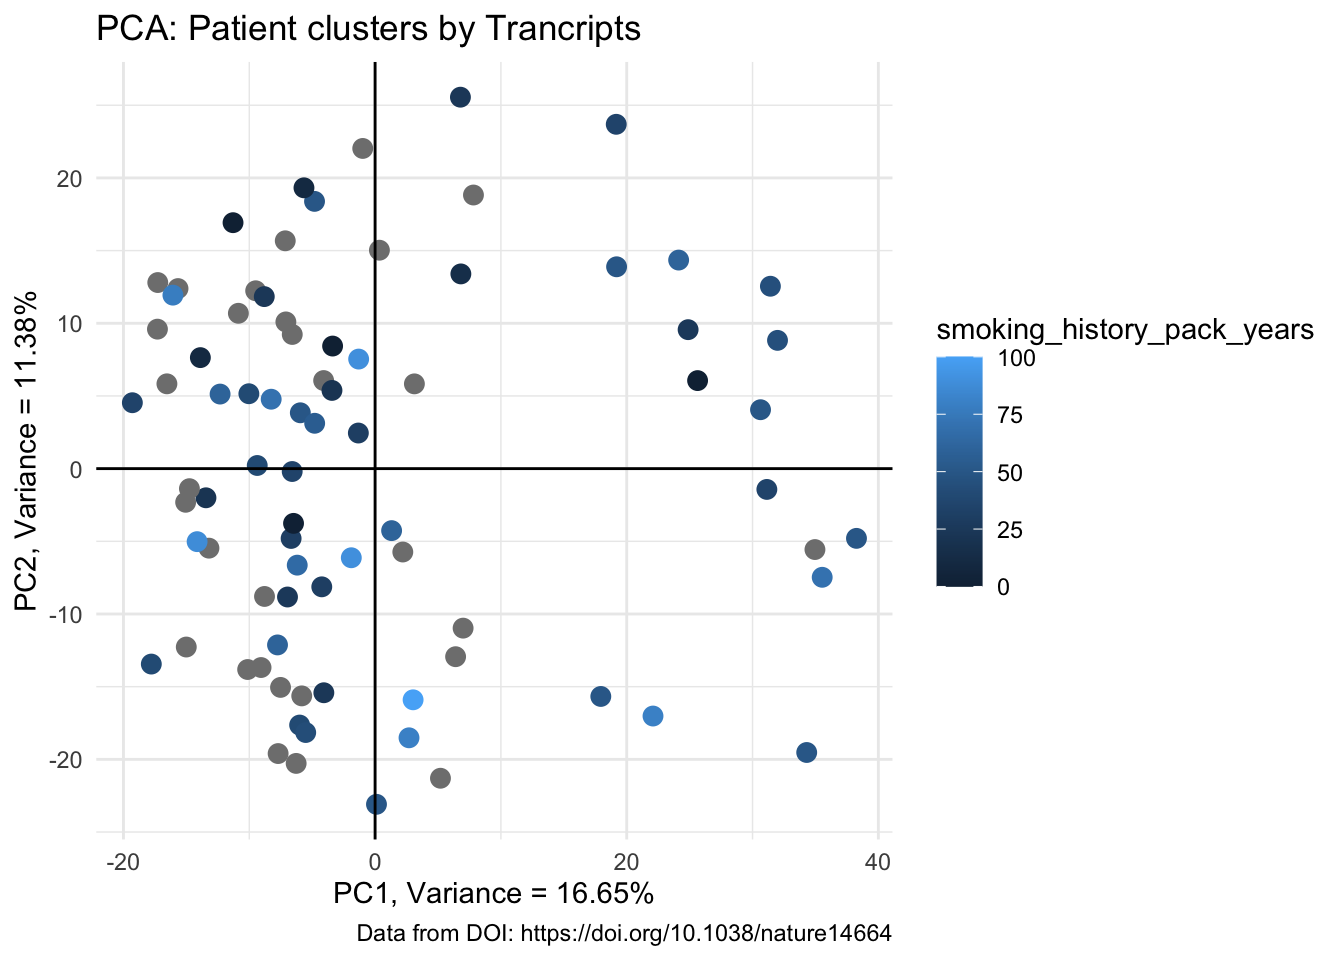 PCA: Patient clusters by Trancripts
PC2, Variance = 11.38%
20
10
0
-10
-20
-20
0
20
40
PC1, Variance = 16.65%
smoking_history_pack_years
100
75
50
25
0
Data from DOI: https://doi.org/10.1038/nature14664